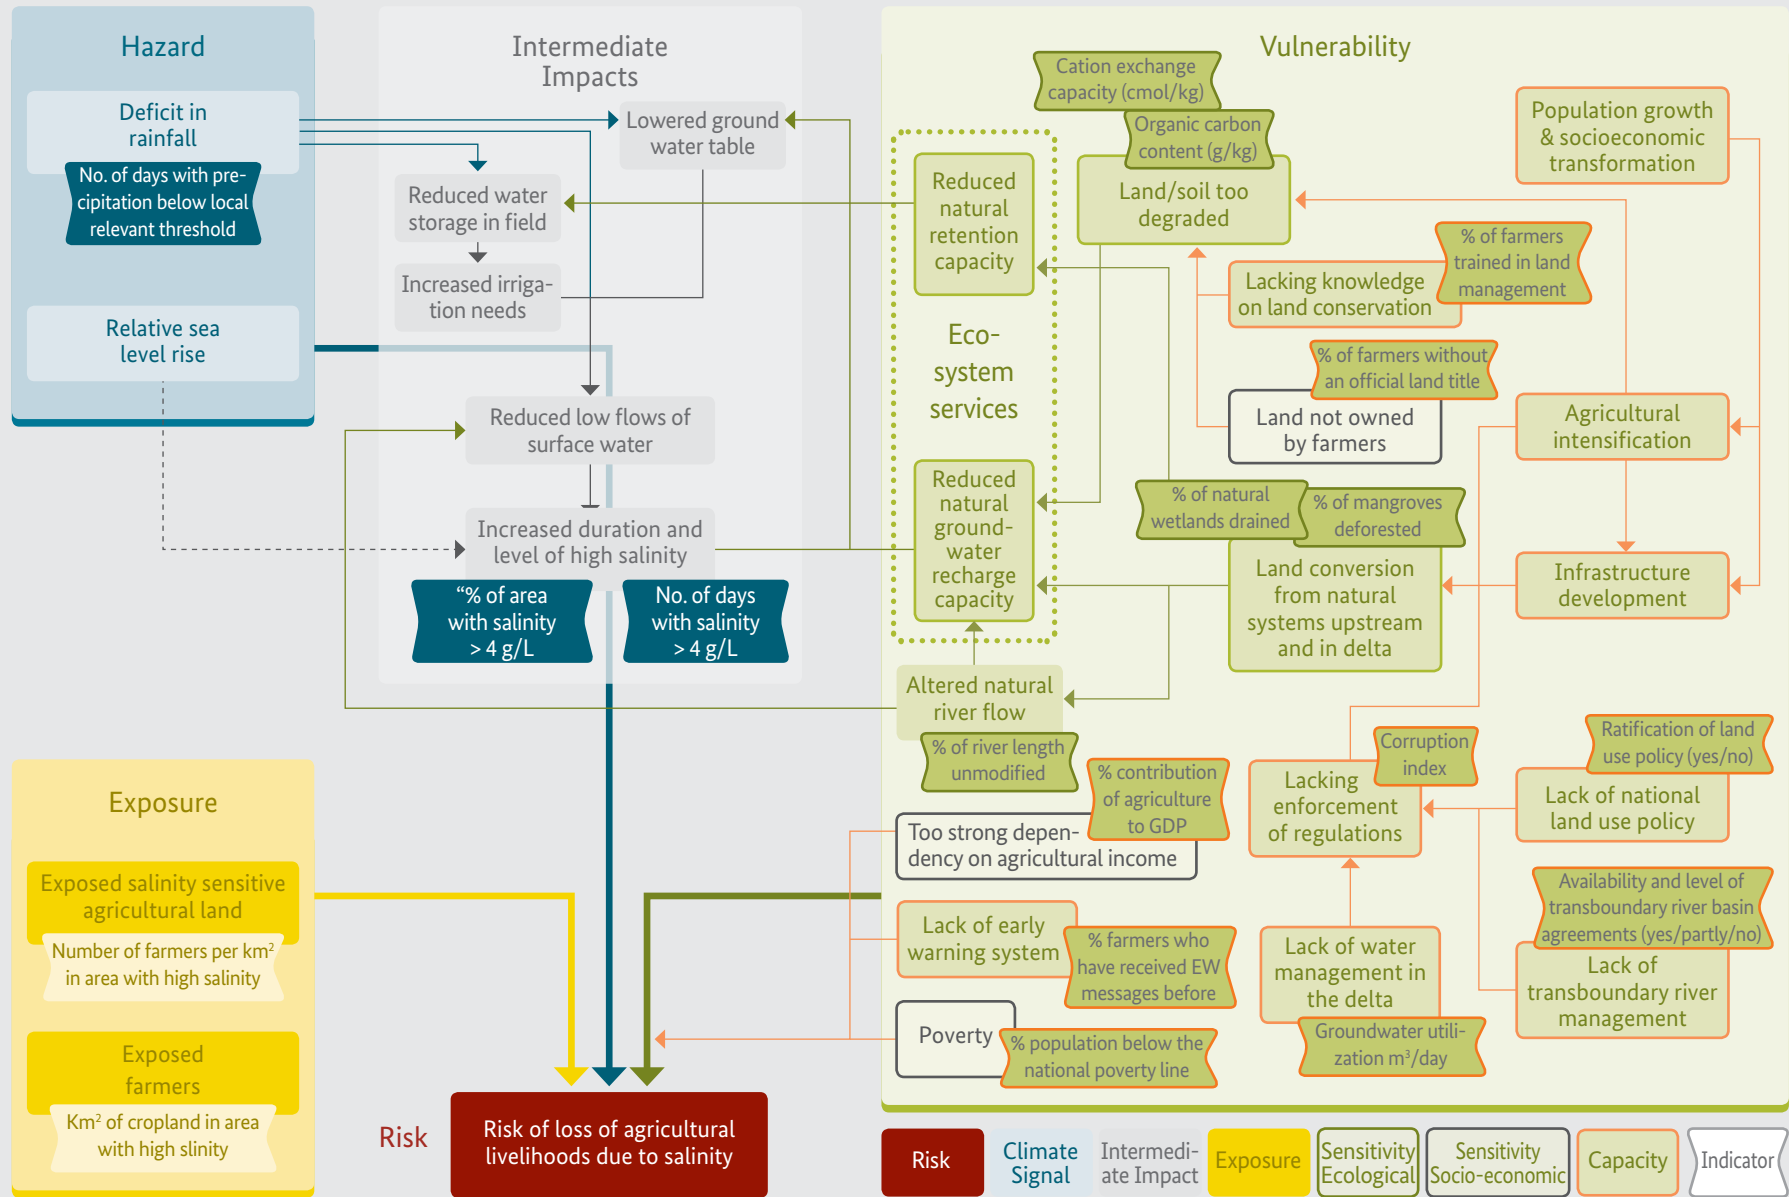 Hazard
Deficit in
rainfall
No. of days with pre-
cipitation below local
relevant threshold
Relative sea
level rise
Intermediate
Impacts
Lowered ground
water table
Reduced water
storage in field
Increased irriga-
tion needs
Reduced low flows of
surface water
Increased duration and
level of high salinity
“% of area
with salinity
> 4 g/L
No. of days
with salinity
> 4 g/L
Vulnerability
Cation exchange
capacity (cmol/kg)
Organic carbon
content (g/kg)
Land/soil too
degraded
Population growth
& socioeconomic
transformation
Reduced
natural
retention
capacity
Eco-
system
services
Reduced
natural
ground-
water
recharge
capacity
% of farmers
trained in land
management
Lacking knowledge
on land conservation
% of farmers without
an official land title
Land not owned
by farmers
Agricultural
intensification
% of natural
wetlands drained
% of mangroves
deforested
Land conversion
from natural
systems upstream
and in delta
Infrastructure
development
Altered natural
river flow
% of river length
unmodified
% contribution
of agriculture
to GDP
Too strong depen-
dency on agricultural income
Corruption
index
Lacking
enforcement
of regulations
Ratification of land
use policy (yes/no)
Lack of national
land use policy
Lack of early
warning system
% farmers who
have received EW
messages before
Availability and level of
transboundary river basin
agreements (yes/partly/no)
Lack of
transboundary river
management
Lack of water
management in
the delta
Groundwater utili-
zation m³/day
Poverty
% population below the
national poverty line
Exposure
Exposed salinity sensitive
agricultural land
Number of farmers per km²
in area with high salinity
Exposed
farmers
Km² of cropland in area
with high slinity
Risk
Risk of loss of agricultural
livelihoods due to salinity
Risk
Climate
Signal
Intermedi-
ate Impact
Exposure
Sensitivity
Ecological
Sensitivity
Socio-economic
Capacity
Indicator